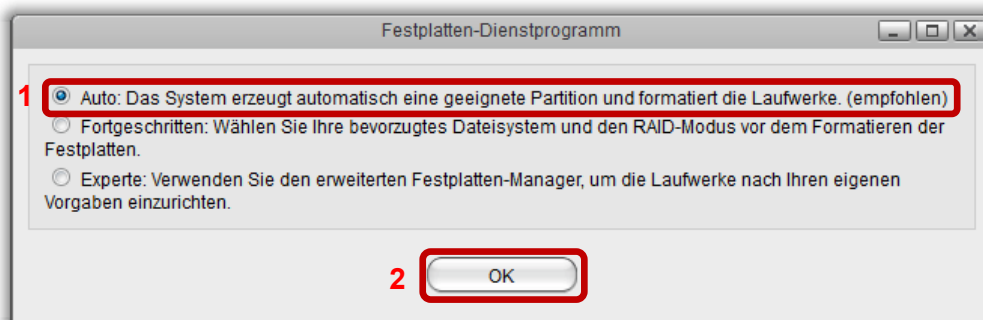 Festplatten-Dienstprogramm
1
Auto: Das System erzeugt automatisch eine geeignete Partition und formatiert die Laufwerke. (empfohlen)
Fortgeschritten: Wählen Sie Ihre bevorzugtes Dateisystem und den RAID-Modus vor dem Formatieren der
Festplatten.
Experte: Verwenden Sie den erweiterten Festplatten-Manager, um die Laufwerke nach Ihren eigenen
Vorgaben einzurichten.
2
OK